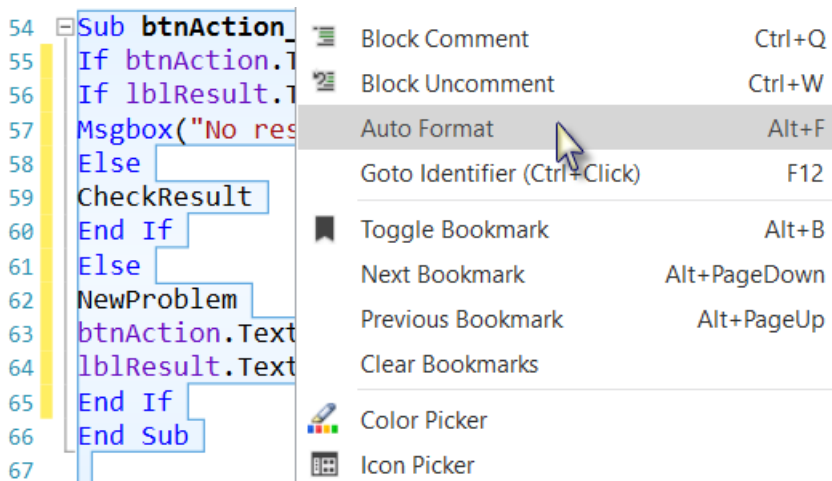 54 Sub btnAction_
55 If btnAction.T
56 If lblResult.T
57 Msgbox("No res
58 Else
59 CheckResult
60 End If
61 Else
62 NewProblem
63 btnAction.Text
64 lblResult.Text
65 End If
66 End Sub
67
Block Comment Ctrl+Q
Block Uncomment Ctrl+W
Auto Format Alt+F
Goto Identifier (Ctrl+Click) F12
Toggle Bookmark Alt+B
Next Bookmark Alt+PageDown
Previous Bookmark Alt+PageUp
Clear Bookmarks
Color Picker
Icon Picker